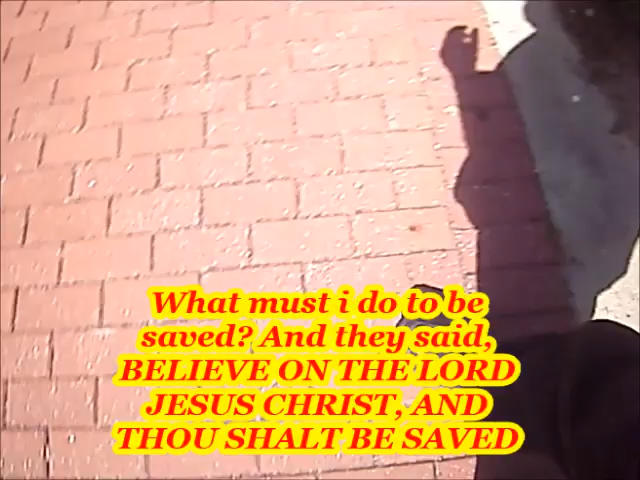 What must i do to be
saved? And they said,
BELIEVE ON THE LORD
JESUS CHRIST, AND
THOU SHALT BE SAVED